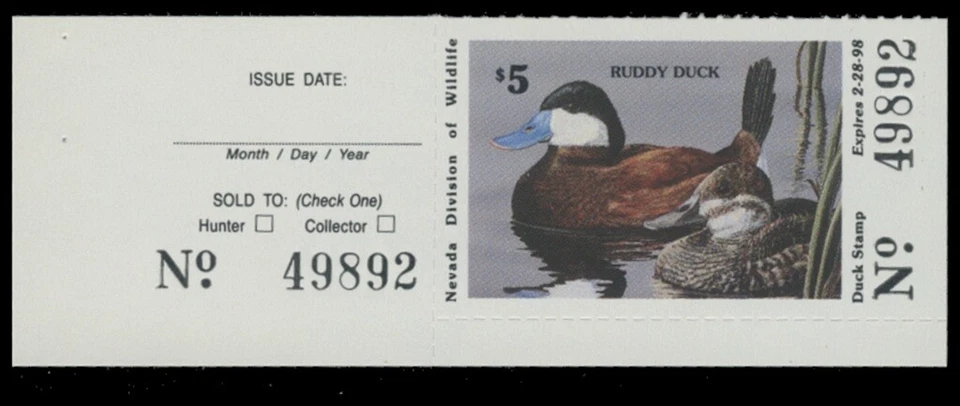 ISSUE DATE:
Month / Day / Year
SOLD TO: (Check One)
Hunter ☐ Collector ☐
Nº 49892
Nevada Division of Wildlife
$5
RUDDY DUCK
Duck Stamp Expires 2-28-98
Nº 49892